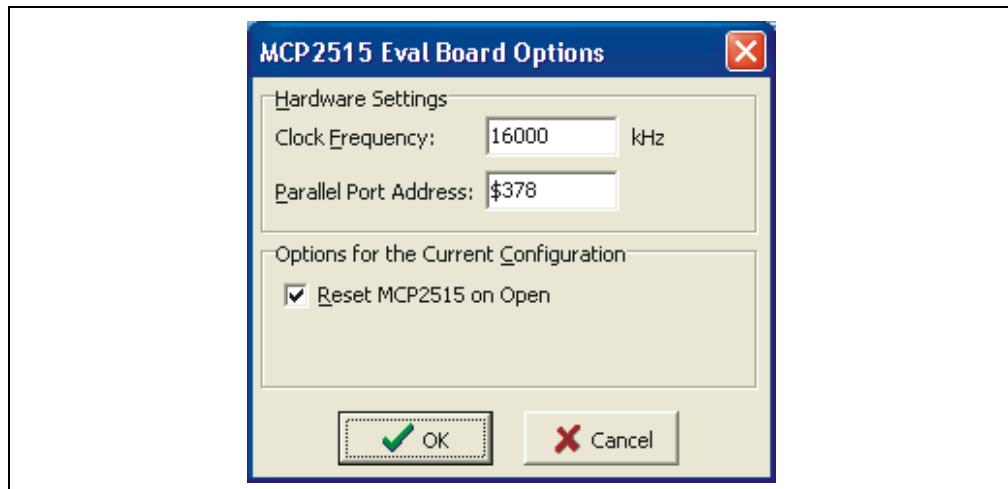 MCP2515 Eval Board Options
Hardware Settings
Clock Frequency: 16000 kHz
Parallel Port Address: $378
Options for the Current Configuration
Reset MCP2515 on Open
OK Cancel